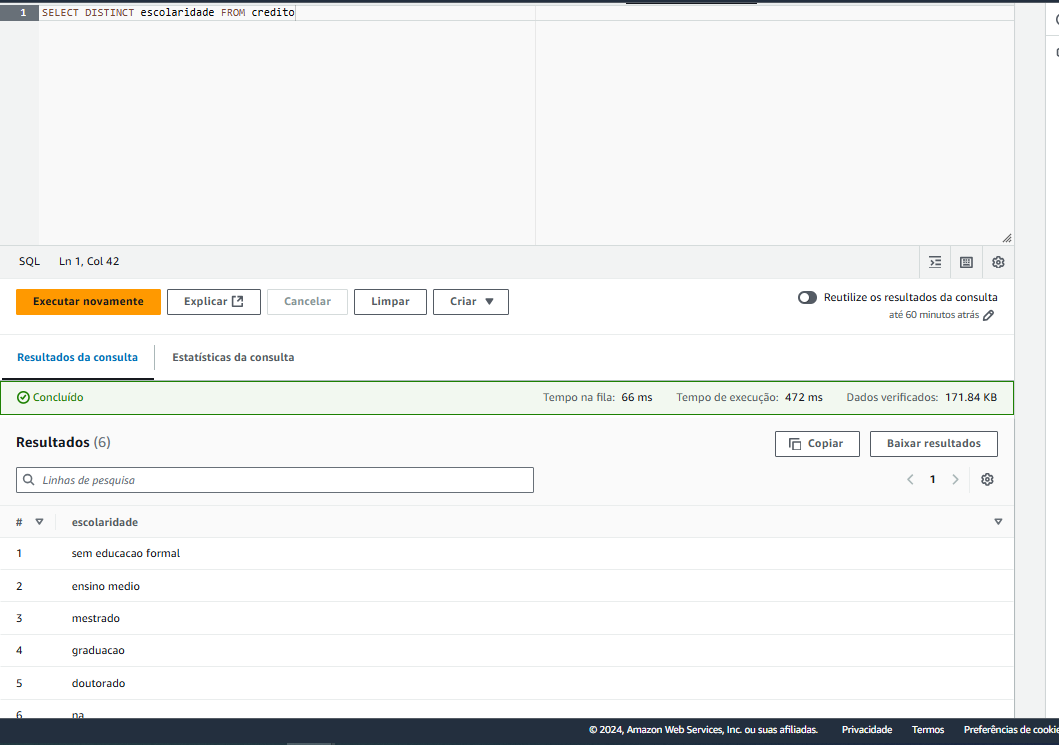 1 SELECT DISTINCT escolaridade FROM credito
SQL Ln 1, Col 42
Executar novamente Explicar Cancelar Limpar Criar
Reutilize os resultados da consulta
até 60 minutos atrás
Resultados da consulta Estatísticas da consulta
Concluído Tempo na fila: 66 ms Tempo de execução: 472 ms Dados verificados: 171.84 KB
Resultados (6) Copiar Baixar resultados
Linhas de pesquisa 1
# escolaridade
1 sem educacao formal
2 ensino medio
3 mestrado
4 graduacao
5 doutorado
6 na
© 2024, Amazon Web Services, Inc. ou suas afiliadas. Privacidade Termos Preferências de cookie